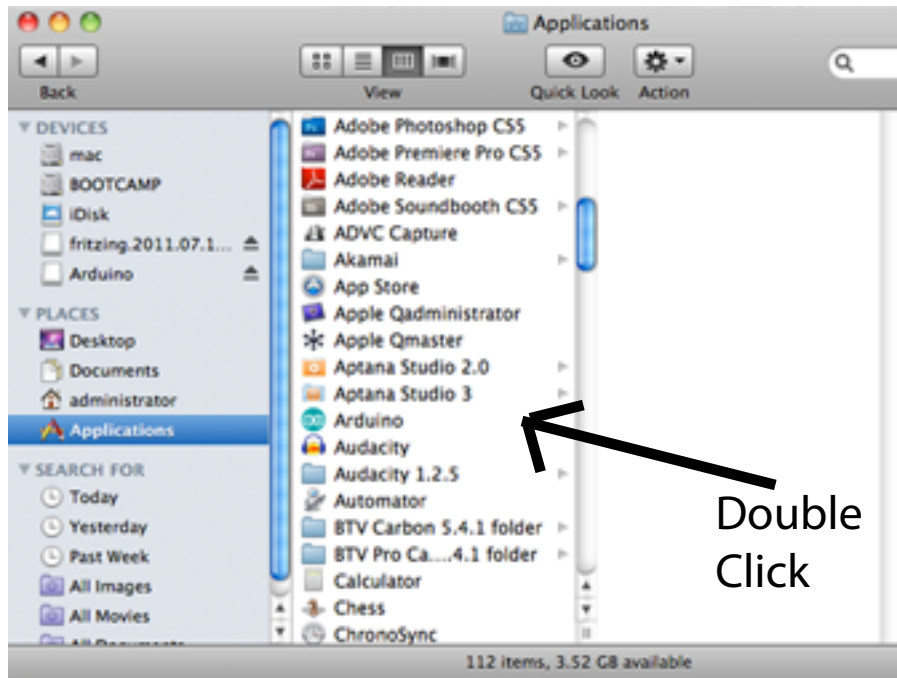 Applications
Back
View
Quick Look
Action
DEVICES
mac
BOOTCAMP
iDisk
fritzing.2011.07.1...
Arduino
PLACES
Desktop
Documents
administrator
Applications
SEARCH FOR
Today
Yesterday
Past Week
All Images
All Movies
All Documents
Adobe Photoshop CS5
Adobe Premiere Pro CS5
Adobe Reader
Adobe Soundbooth CS5
ADVC Capture
Akamai
App Store
Apple Qadministrator
Apple Qmaster
Aptana Studio 2.0
Aptana Studio 3
Arduino
Audacity
Audacity 1.2.5
Automator
BTV Carbon 5.4.1 folder
BTV Pro Ca....4.1 folder
Calculator
Chess
ChronoSync
Double
Click
112 items, 3.52 GB available